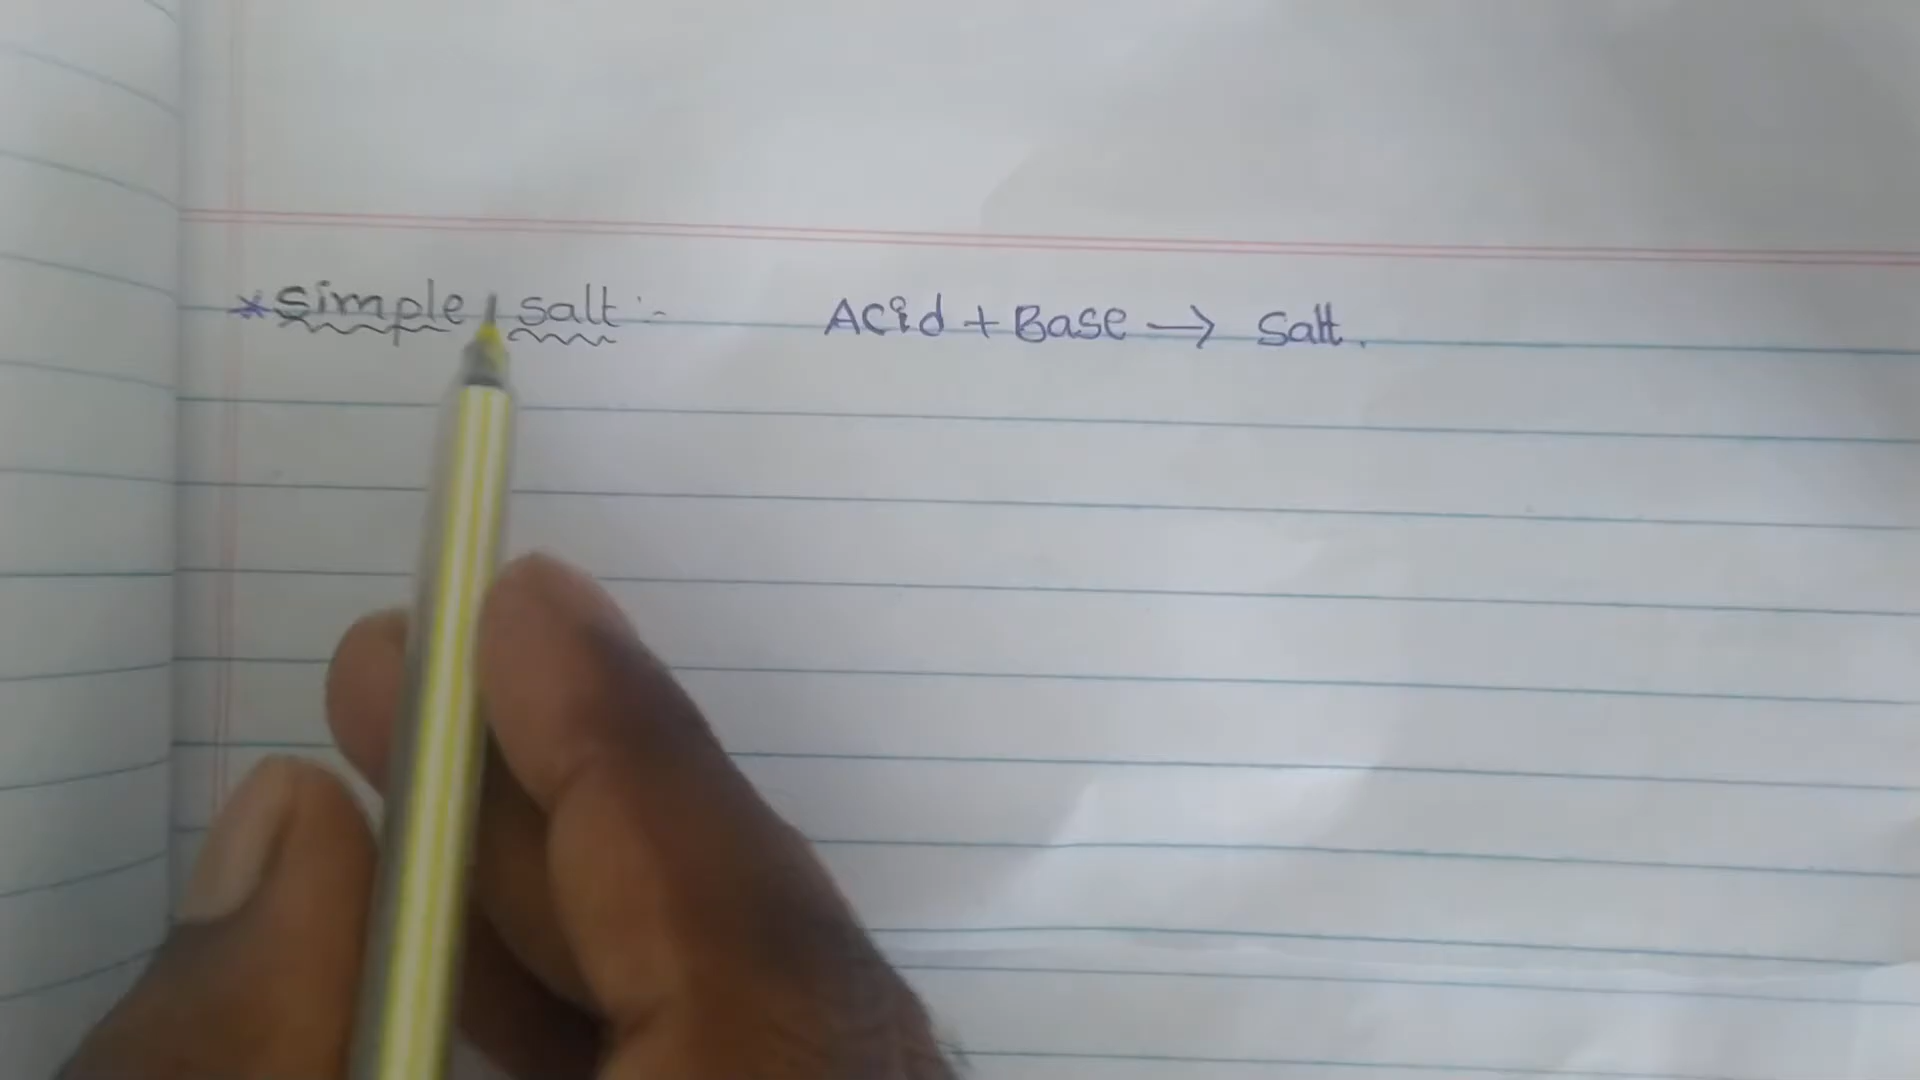 *Simple salt :- Acid + Base → Salt.